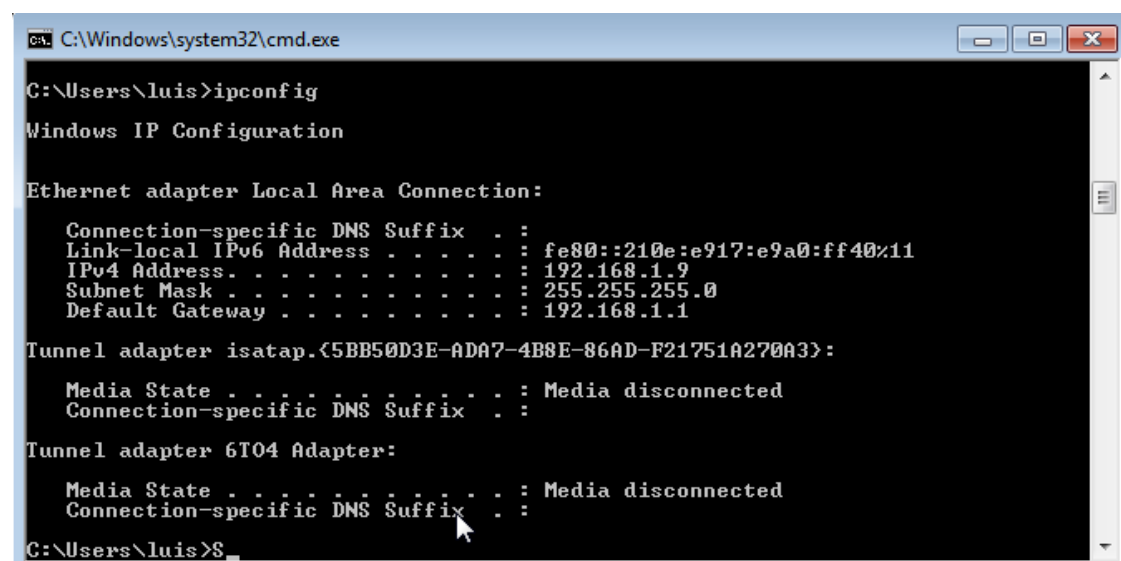 C:\Windows\system32\cmd.exe
C:\Users\luis>ipconfig
Windows IP Configuration
Ethernet adapter Local Area Connection:
Connection-specific DNS Suffix . :
Link-local IPv6 Address . . . . . : fe80::210e:e917:e9a0:ff40%11
IPv4 Address. . . . . . . . . . . : 192.168.1.9
Subnet Mask . . . . . . . . . . . : 255.255.255.0
Default Gateway . . . . . . . . . : 192.168.1.1
Tunnel adapter isatap.{5BB50D3E-ADA7-4B8E-86AD-F21751A270A3}:
Media State . . . . . . . . . . . : Media disconnected
Connection-specific DNS Suffix . :
Tunnel adapter 6TO4 Adapter:
Media State . . . . . . . . . . . : Media disconnected
Connection-specific DNS Suffix . :
C:\Users\luis>S_